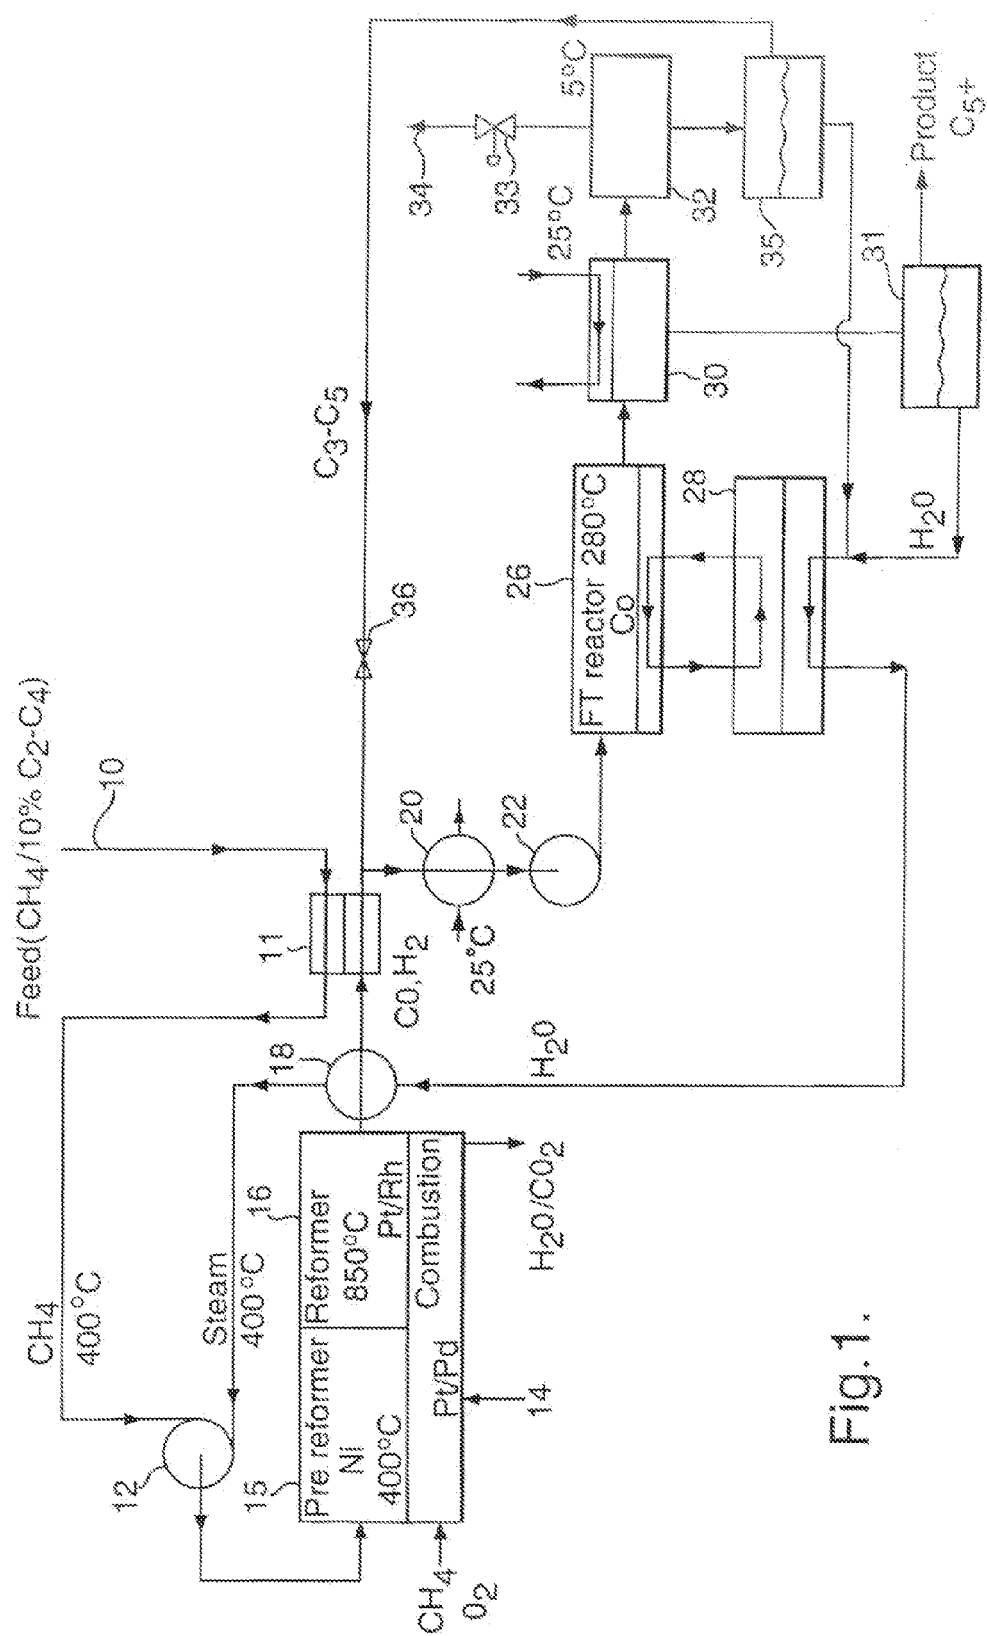 Feed(CH4/10% C2-C4)
10
11
CH4
400°C
12
Steam
400°C
15
Pre reformer
Ni
400°C
16
Reformer
850°C
Pt/Rh
Pt/Pd
Combustion
CH4
O2
14
H2O/CO2
18
CO,H2
H2O
20
25°C
22
36
C3-C5
26
FT reactor 280°C
Co
28
H2O
30
25°C
31
Product
C5+
32
5°C
33
34
35
Fig.1.